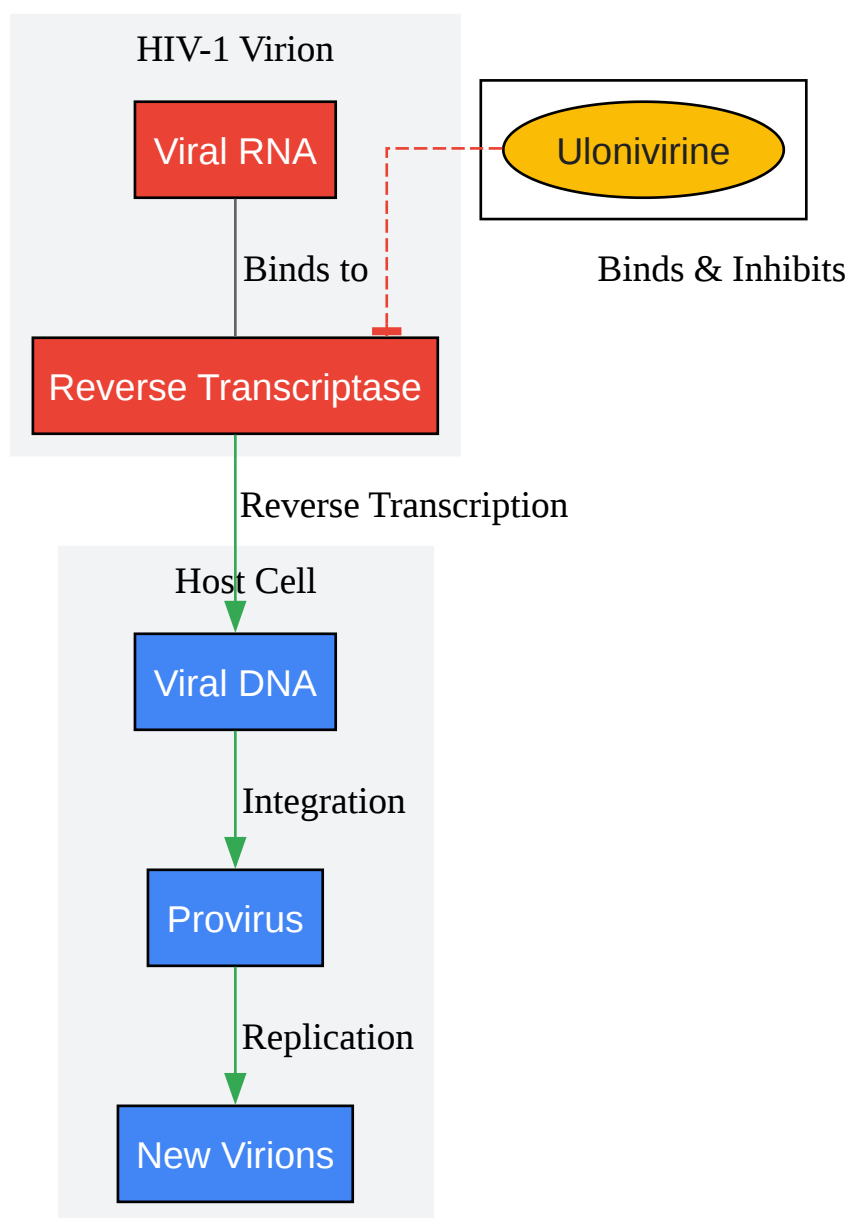 HIV-1 Virion
Viral RNA
Ulonivirine
Binds to
Binds & Inhibits
Reverse Transcriptase
Reverse Transcription
Host Cell
Viral DNA
Integration
Provirus
Replication
New Virions